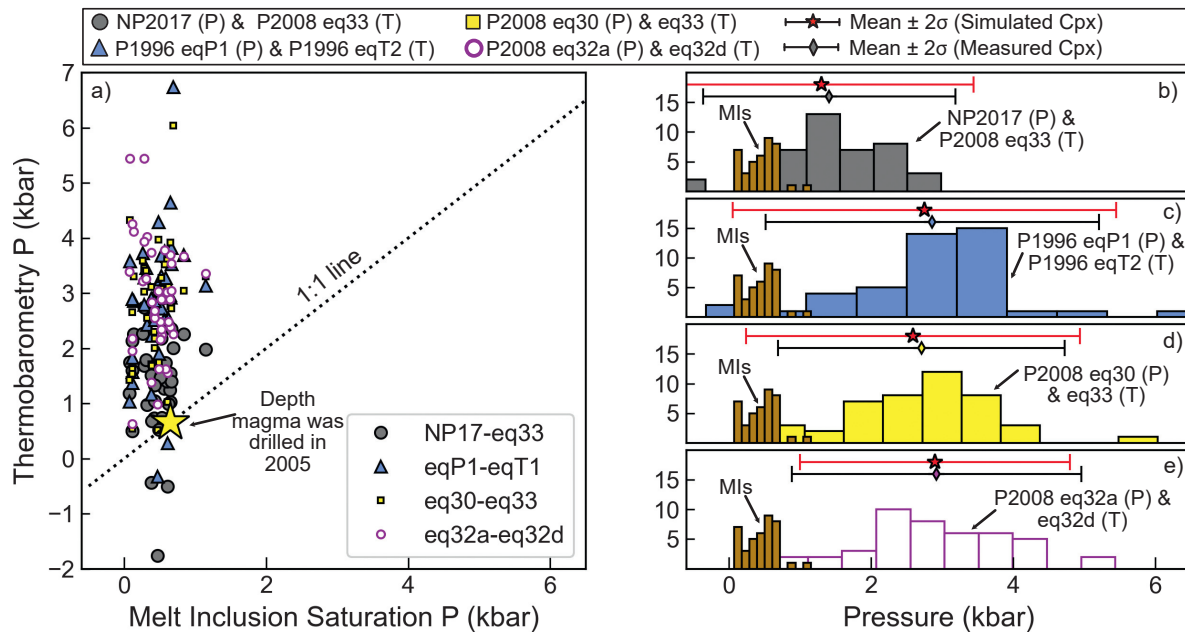 NP2017 (P) & P2008 eq33 (T)
P2008 eq30 (P) & eq33 (T)
Mean ± 2σ (Simulated Cpx)
P1996 eqP1 (P) & P1996 eqT2 (T)
P2008 eq32a (P) & eq32d (T)
Mean ± 2σ (Measured Cpx)
a)
Thermobarometry P (kbar)
7
6
5
4
3
2
1
0
−1
−2
1:1 line
Depth
magma was
drilled in
2005
NP17-eq33
eqP1-eqT1
eq30-eq33
eq32a-eq32d
0
2
4
6
Melt Inclusion Saturation P (kbar)
b)
15
10
5
MIs
NP2017 (P) &
P2008 eq33 (T)
c)
15
10
5
MIs
P1996 eqP1 (P) &
P1996 eqT2 (T)
d)
15
10
5
MIs
P2008 eq30 (P)
& eq33 (T)
e)
15
10
5
MIs
P2008 eq32a (P) &
eq32d (T)
0
2
4
6
Pressure (kbar)